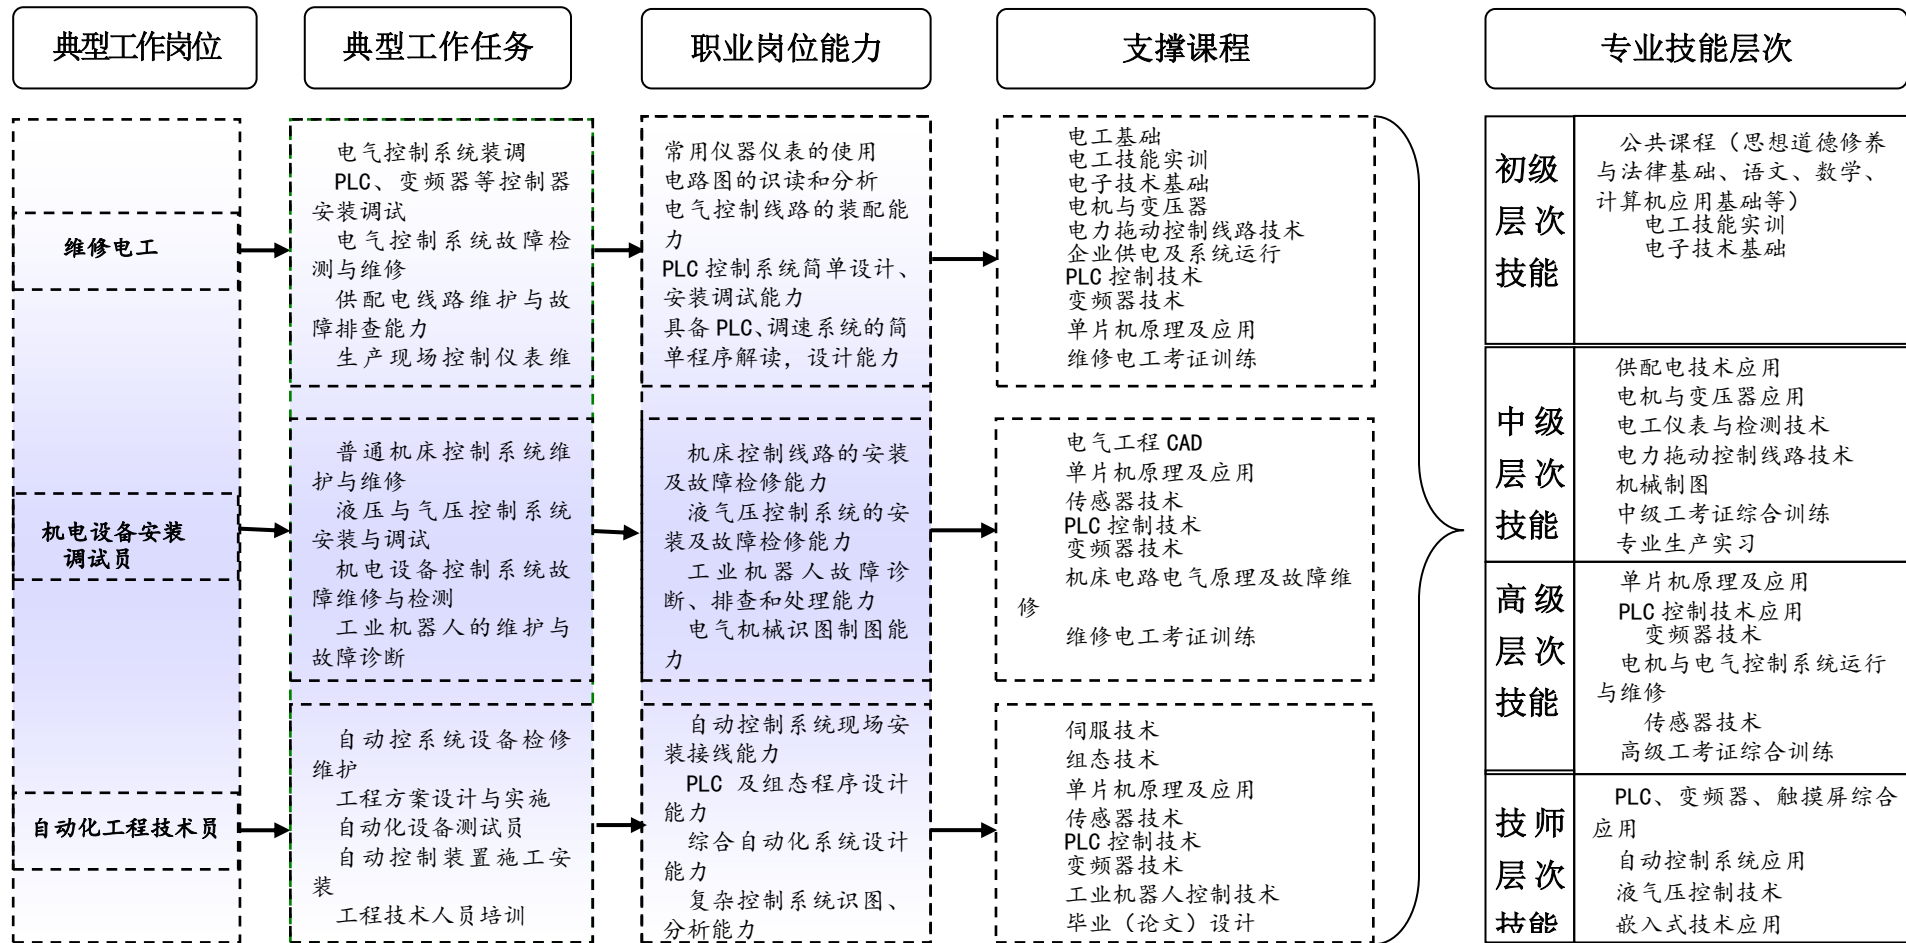 典型工作岗位
典型工作任务
职业岗位能力
支撑课程
专业技能层次
维修电工
机电设备安装
调试员
自动化工程技术员
电气控制系统装调
PLC、变频器等控制器
安装调试
电气控制系统故障检
测与维修
供配电线路维护与故
障排查能力
生产现场控制仪表维
普通机床控制系统维
护与维修
液压与气压控制系统
安装与调试
机电设备控制系统故
障维修与检测
工业机器人的维护与
故障诊断
自动控系统设备检修
维护
工程方案设计与实施
自动化设备测试员
自动控制装置施工安
装
工程技术人员培训
常用仪器仪表的使用
电路图的识读和分析
电气控制线路的装配能
力
PLC 控制系统简单设计、
安装调试能力
具备 PLC、调速系统的简
单程序解读，设计能力
机床控制线路的安装
及故障检修能力
液气压控制系统的安
装及故障检修能力
工业机器人故障诊
断、排查和处理能力
电气机械识图制图能
力
自动控制系统现场安
装接线能力
PLC 及组态程序设计
能力
综合自动化系统设计
能力
复杂控制系统识图、
分析能力
电工基础
电工技能实训
电子技术基础
电机与变压器
电力拖动控制线路技术
企业供电及系统运行
PLC 控制技术
变频器技术
单片机原理及应用
维修电工考证训练
电气工程 CAD
单片机原理及应用
传感器技术
PLC 控制技术
变频器技术
机床电路电气原理及故障维
修
维修电工考证训练
伺服技术
组态技术
单片机原理及应用
传感器技术
PLC 控制技术
变频器技术
工业机器人控制技术
毕业（论文）设计
初级
层次
技能
公共课程（思想道德修养
与法律基础、语文、数学、
计算机应用基础等）
电工技能实训
电子技术基础
中级
层次
技能
供配电技术应用
电机与变压器应用
电工仪表与检测技术
电力拖动控制线路技术
机械制图
中级工考证综合训练
专业生产实习
高级
层次
技能
单片机原理及应用
PLC 控制技术应用
变频器技术
电机与电气控制系统运行
与维修
传感器技术
高级工考证综合训练
技师
层次
技能
PLC、变频器、触摸屏综合
应用
自动控制系统应用
液气压控制技术
嵌入式技术应用